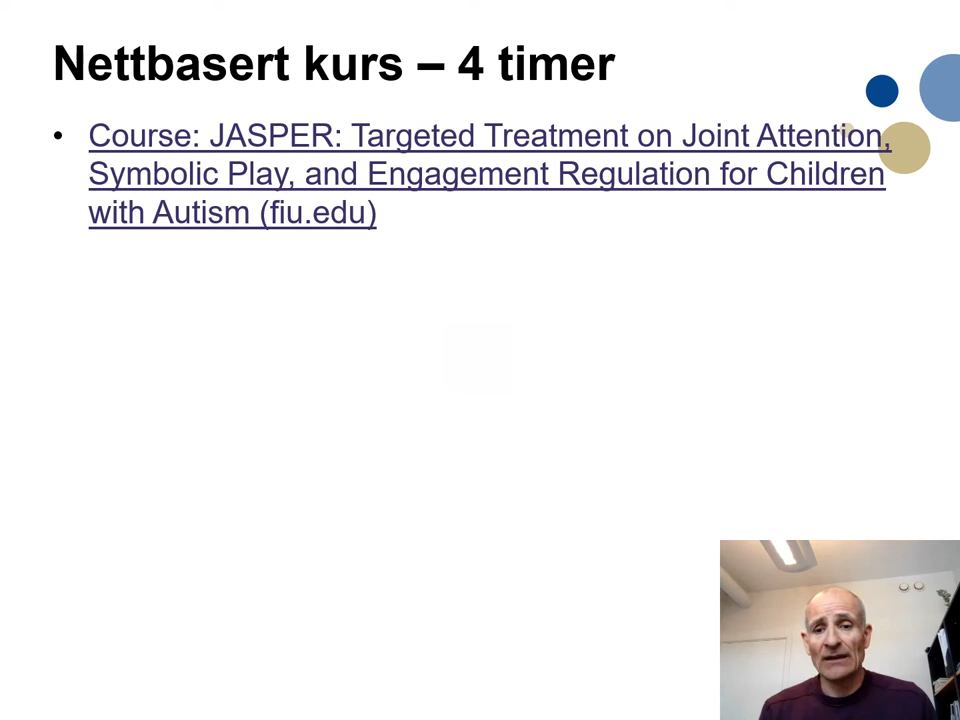 Nettbasert kurs – 4 timer
• Course: JASPER: Targeted Treatment on Joint Attention,
Symbolic Play, and Engagement Regulation for Children
with Autism (fiu.edu)